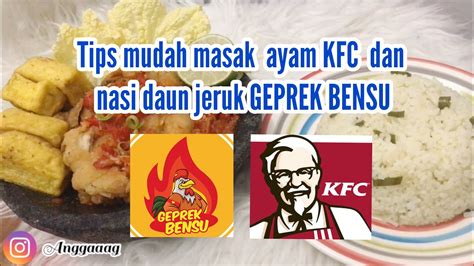 Tips mudah masak ayam KFC dan
nasi daun jeruk GEPREK BENSU
GEPREK
BENSU
KFC
Anggaaag